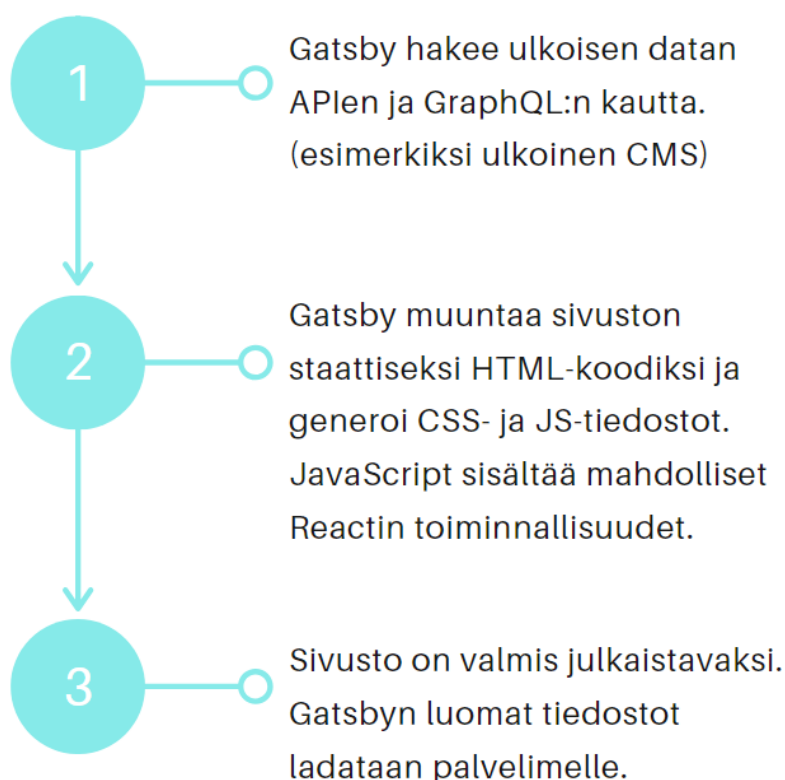 1
Gatsby hakee ulkoisen datan
APIen ja GraphQL:n kautta.
(esimerkiksi ulkoinen CMS)
2
Gatsby muuntaa sivuston
staattiseksi HTML-koodiksi ja
generoi CSS- ja JS-tiedostot.
JavaScript sisältää mahdolliset
Reactin toiminnallisuudet.
3
Sivusto on valmis julkaistavaksi.
Gatsbyn luomat tiedostot
ladataan palvelimelle.